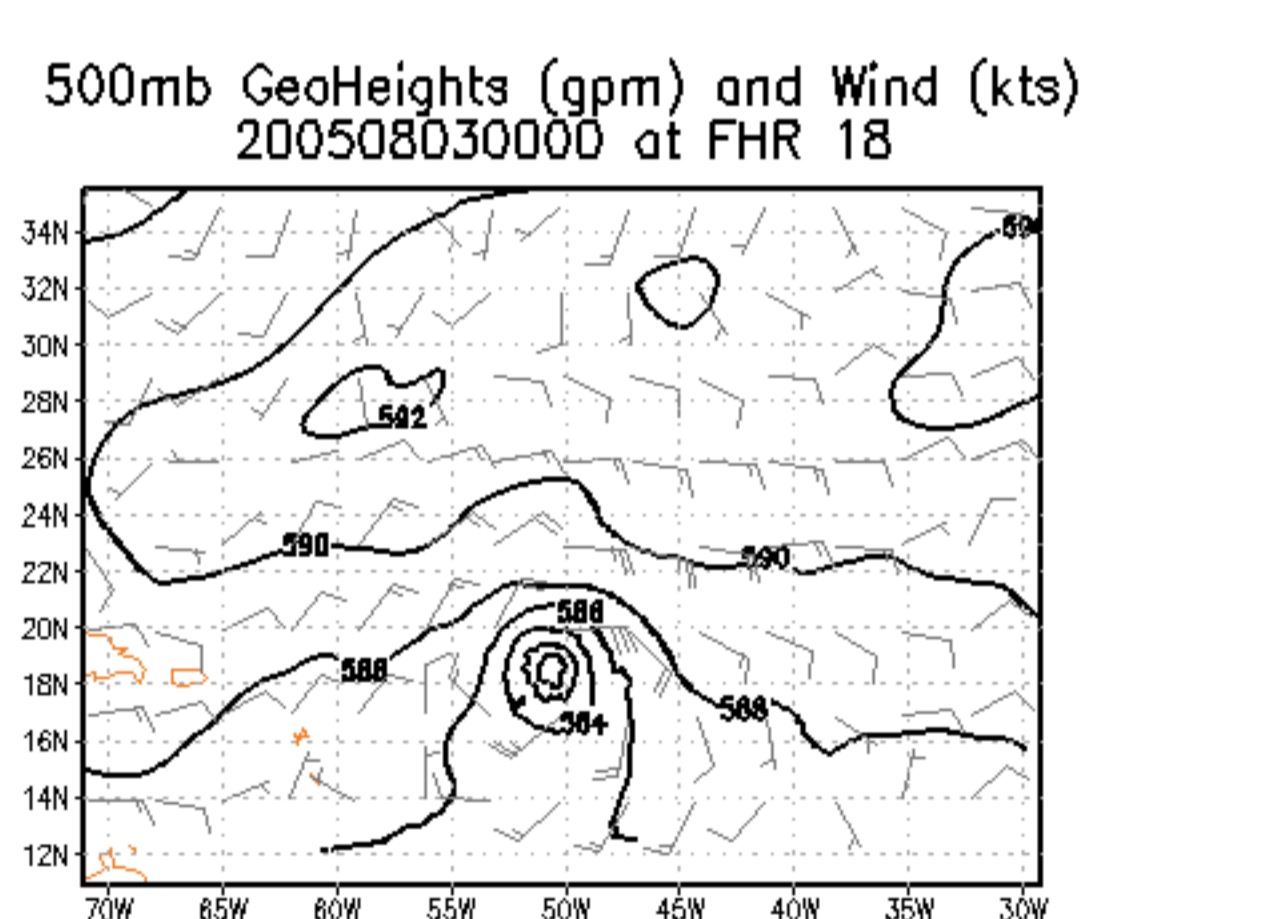 500mb GeoHeights (gpm) and Wind (kts)
200508030000 at FHR 18
34N
32N
592
30N
28N
26N
24N
590
590
22N
586
20N
588
18N
588
584
16N
14N
12N
70W 65W 60W 55W 50W 45W 40W 35W 30W